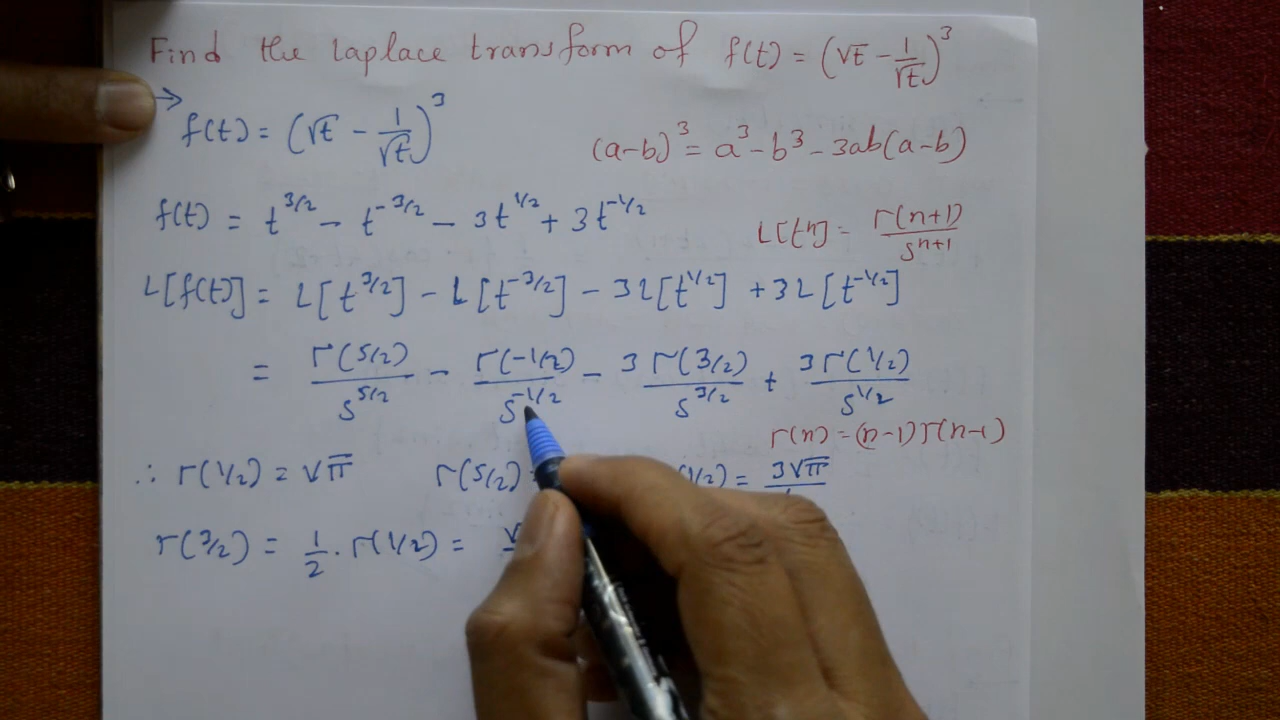 Find the laplace transform of f(t) = (√t - 1/√t)³
→ f(t) = (√t - 1/√t)³
(a-b)³ = a³ - b³ - 3ab(a-b)
f(t) = t^3/2 - t^-3/2 - 3t^1/2 + 3t^-1/2
L[tⁿ] = Γ(n+1)/s^n+1
L[f(t)] = L[t^3/2] - L[t^-3/2] - 3L[t^1/2] + 3L[t^-1/2]
= Γ(5/2)/s^5/2 - Γ(-1/2)/s^-1/2 - 3Γ(3/2)/s^3/2 + 3Γ(1/2)/s^1/2
Γ(n) = (n-1)Γ(n-1)
∴ Γ(1/2) = √π Γ(5/2) (1/2) = 3√π
Γ(3/2) = 1/2 · Γ(1/2) =